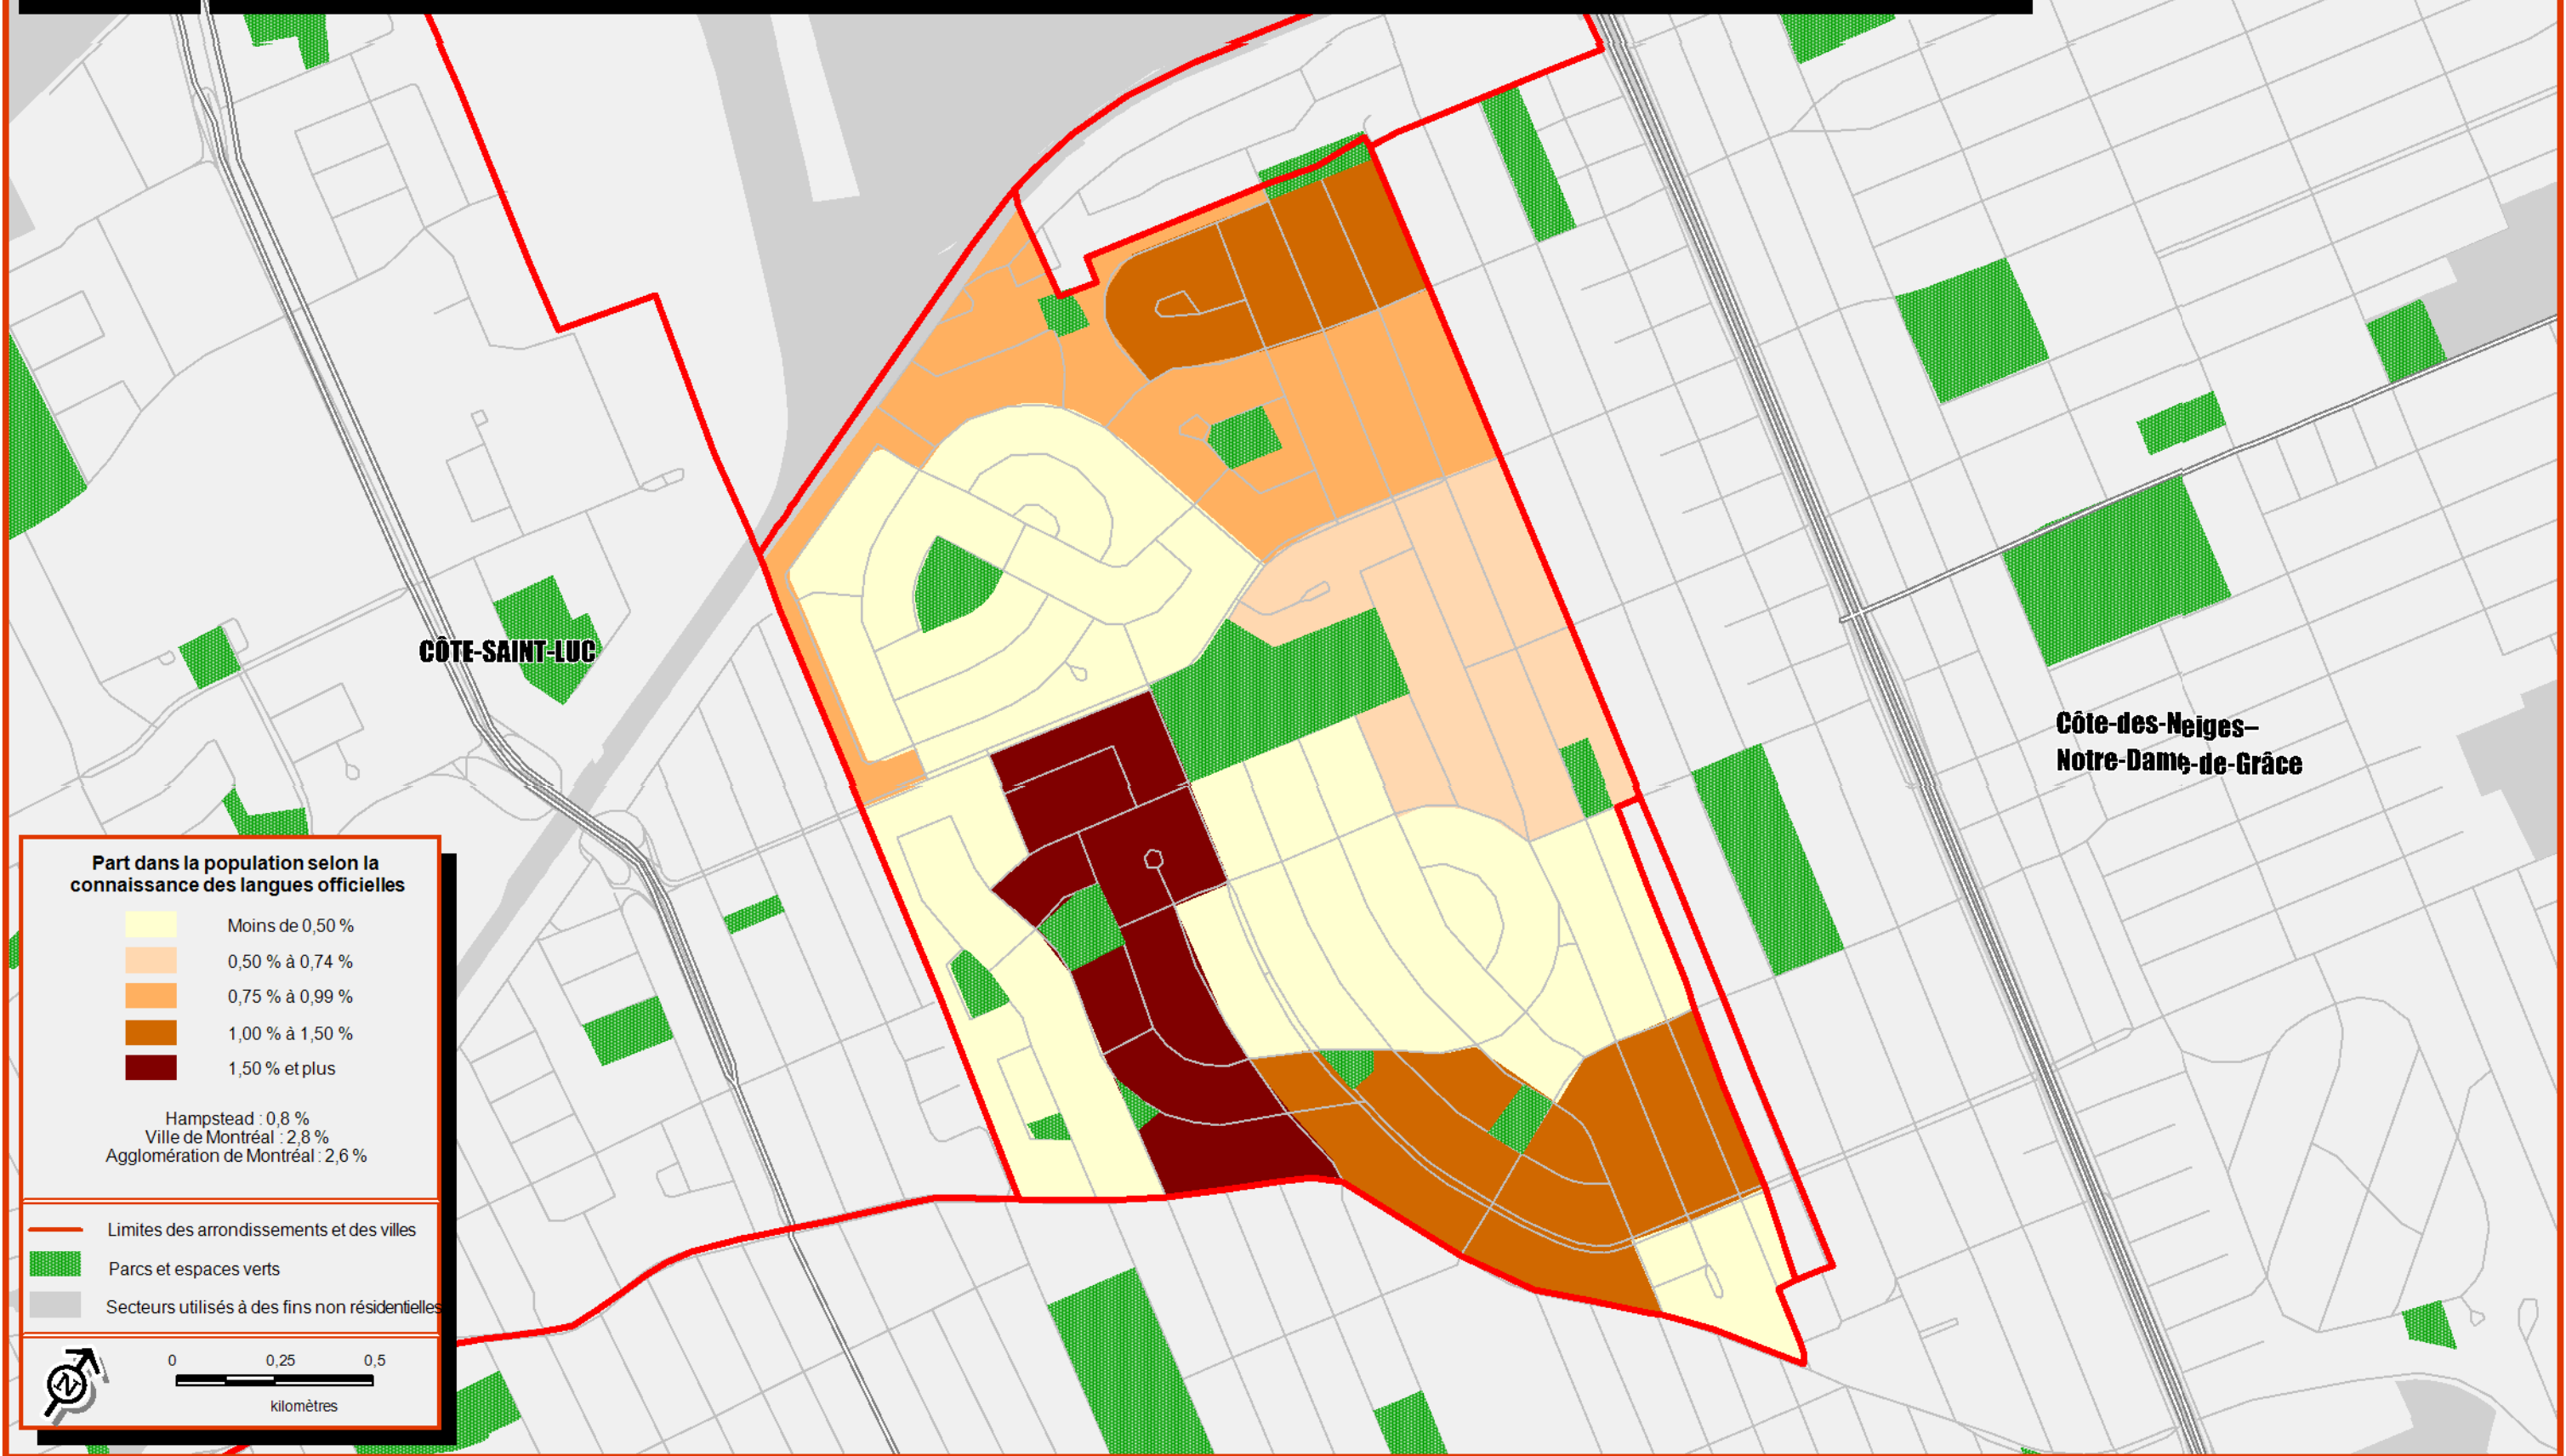 CÔTE-SAINT-LUC
Côte-des-Neiges–
Notre-Dame-de-Grâce
Part dans la population selon la
connaissance des langues officielles
Moins de 0,50 %
0,50 % à 0,74 %
0,75 % à 0,99 %
1,00 % à 1,50 %
1,50 % et plus
Hampstead : 0,8 %
Ville de Montréal : 2,8 %
Agglomération de Montréal : 2,6 %
Limites des arrondissements et des villes
Parcs et espaces verts
Secteurs utilisés à des fins non résidentielles
N
0 0,25 0,5
kilomètres